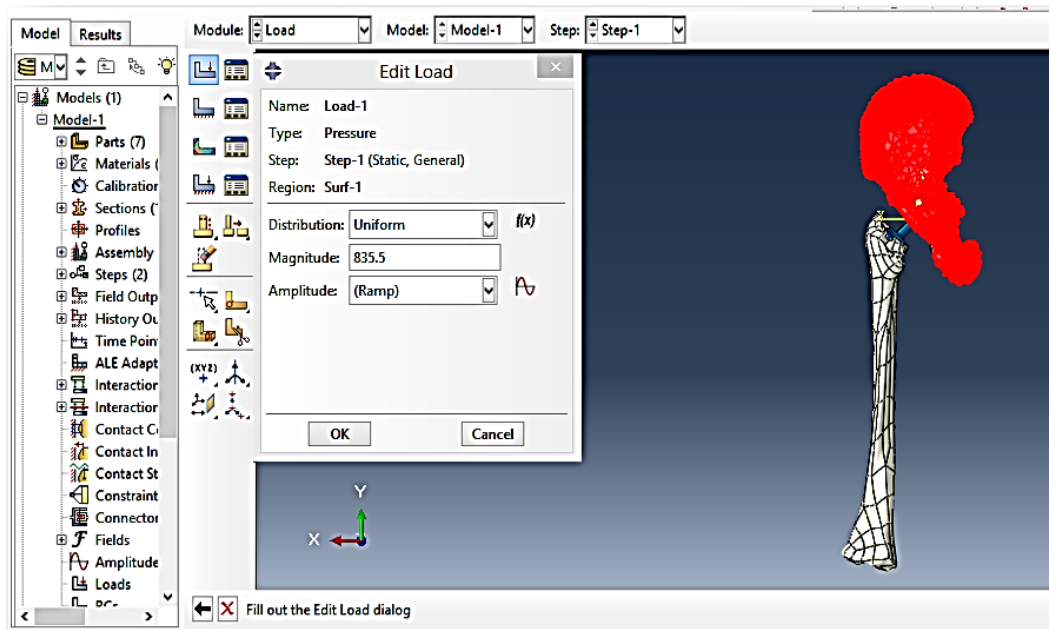 Model Results
Module: Load Model: Model-1 Step: Step-1
M
Models (1)
Model-1
Parts (7)
Materials (
Calibration
Sections (
Profiles
Assembly
Steps (2)
Field Outp
History Ou
Time Poin
ALE Adapt
Interaction
Interaction
Contact C
Contact In
Contact St
Constraint
Connector
Fields
Amplitude
Loads
BCs
(XYZ)
Edit Load
Name: Load-1
Type: Pressure
Step: Step-1 (Static, General)
Region: Surf-1
Distribution: Uniform f(x)
Magnitude: 835.5
Amplitude: (Ramp)
OK Cancel
Y
X
Fill out the Edit Load dialog